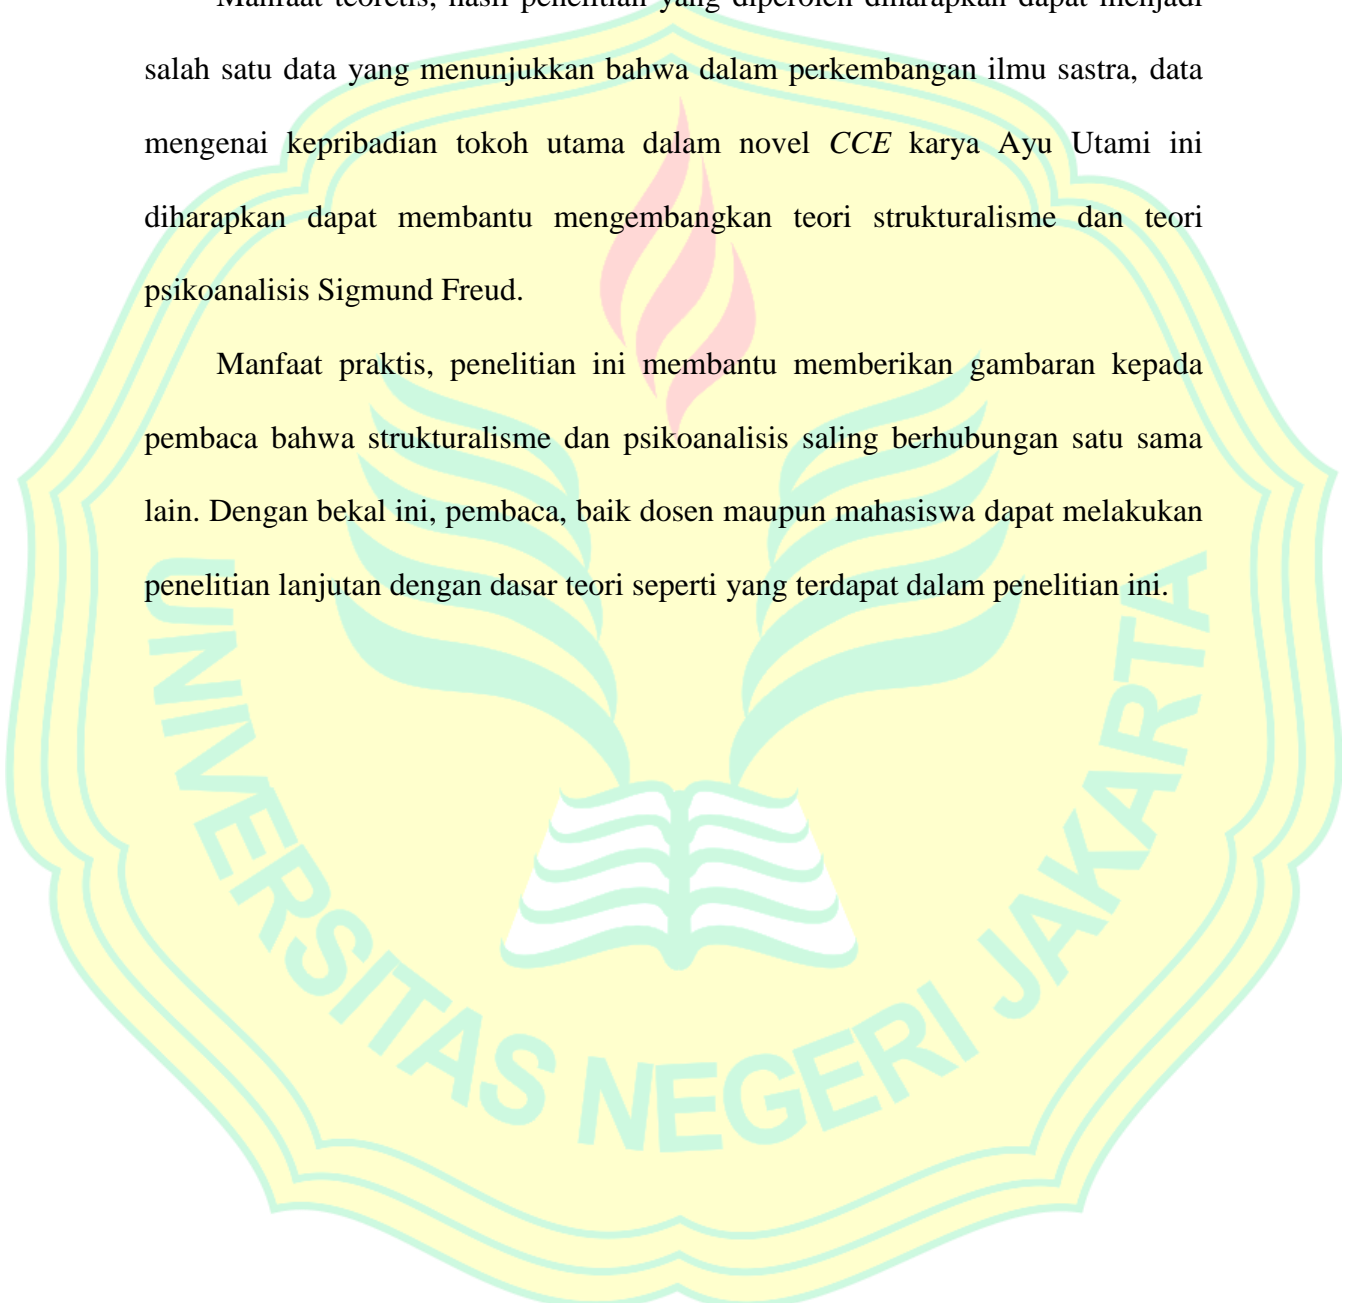 Manfaat teoretis, hasil penelitian yang diperoleh diharapkan dapat menjadi
salah satu data yang menunjukkan bahwa dalam perkembangan ilmu sastra, data
mengenai kepribadian tokoh utama dalam novel CCE karya Ayu Utami ini
diharapkan dapat membantu mengembangkan teori strukturalisme dan teori
psikoanalisis Sigmund Freud.
Manfaat praktis, penelitian ini membantu memberikan gambaran kepada
pembaca bahwa strukturalisme dan psikoanalisis saling berhubungan satu sama
lain. Dengan bekal ini, pembaca, baik dosen maupun mahasiswa dapat melakukan
penelitian lanjutan dengan dasar teori seperti yang terdapat dalam penelitian ini.
UNIVERSITAS NEGERI JAKARTA